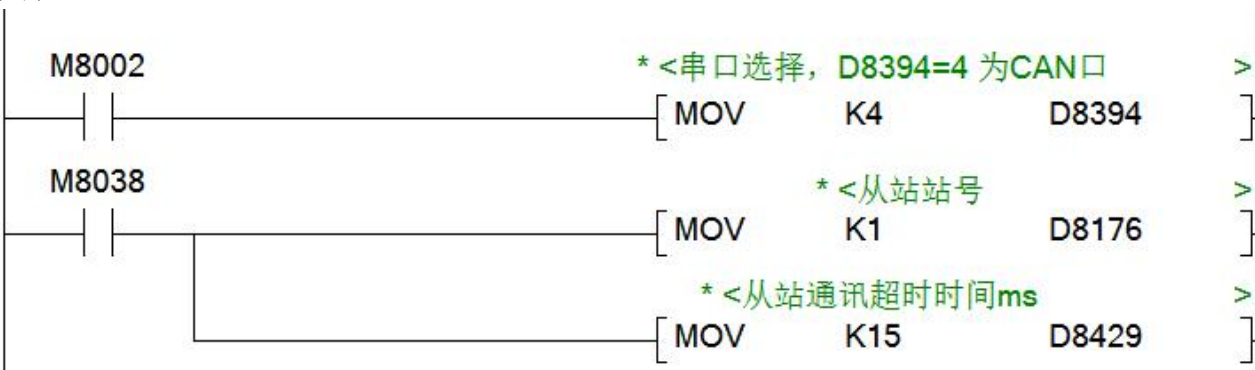 M8002
* <串口选择，D8394=4 为CAN口 >
[ MOV K4 D8394 ]
M8038
* <从站站号 >
[ MOV K1 D8176 ]
* <从站通讯超时时间ms >
[ MOV K15 D8429 ]